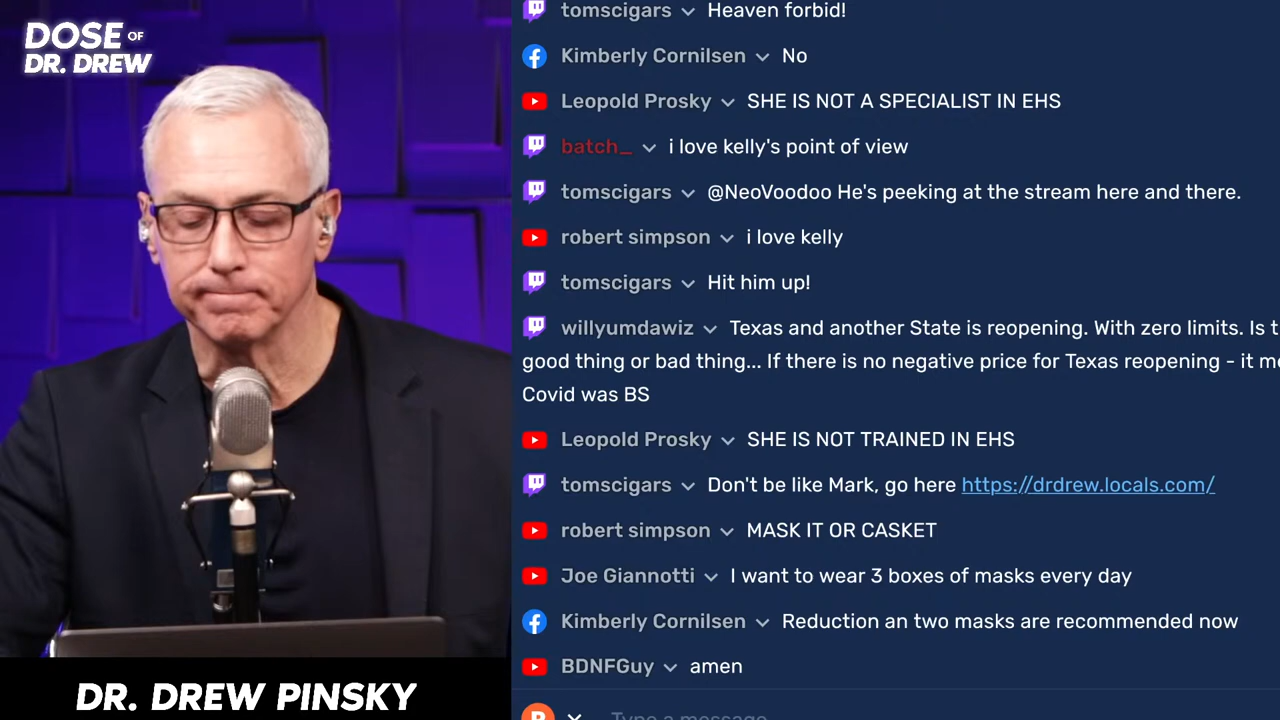 DOSE OF
DR. DREW
tomscigars Heaven forbid!
Kimberly Cornilsen No
Leopold Prosky SHE IS NOT A SPECIALIST IN EHS
batch_ i love kelly's point of view
tomscigars @NeoVoodoo He's peeking at the stream here and there.
robert simpson i love kelly
tomscigars Hit him up!
willyumdawiz Texas and another State is reopening. With zero limits. Is
good thing or bad thing... If there is no negative price for Texas reopening - it
Covid was BS
Leopold Prosky SHE IS NOT TRAINED IN EHS
tomscigars Don't be like Mark, go here https://drdrew.locals.com/
robert simpson MASK IT OR CASKET
Joe Giannotti I want to wear 3 boxes of masks every day
Kimberly Cornilsen Reduction an two masks are recommended now
BDNFGuy amen
Type a message
DR. DREW PINSKY